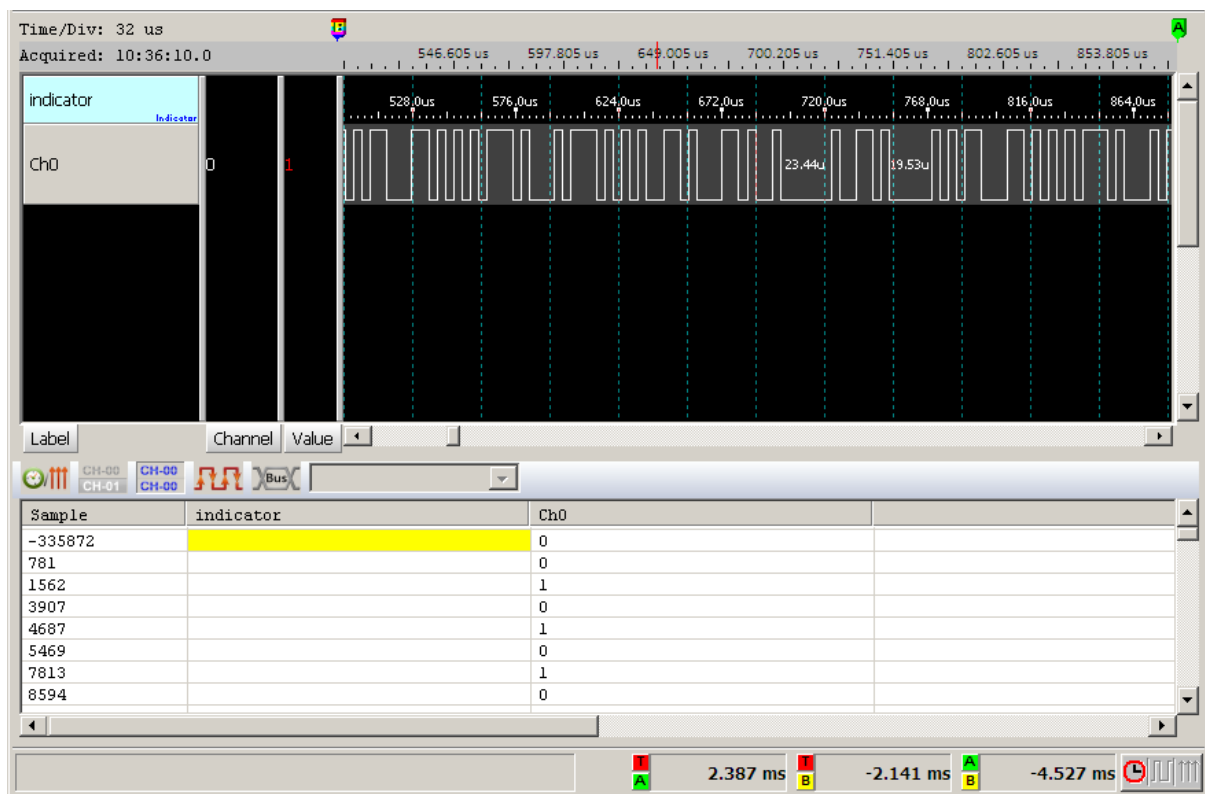 Time/Div: 32 us
B
A
Acquired: 10:36:10.0
546.605 us 597.805 us 649.005 us 700.205 us 751.405 us 802.605 us 853.805 us
indicator
Indicator
528.0us 576.0us 624.0us 672.0us 720.0us 768.0us 816.0us 864.0us
Ch0 0 1 23.44u 19.53u
Label Channel Value
CH-00 CH-01 CH-00 CH-00 Bus
Sample indicator Ch0
-335872 0
781 0
1562 1
3907 0
4687 1
5469 0
7813 1
8594 0
T A 2.387 ms T B -2.141 ms A B -4.527 ms